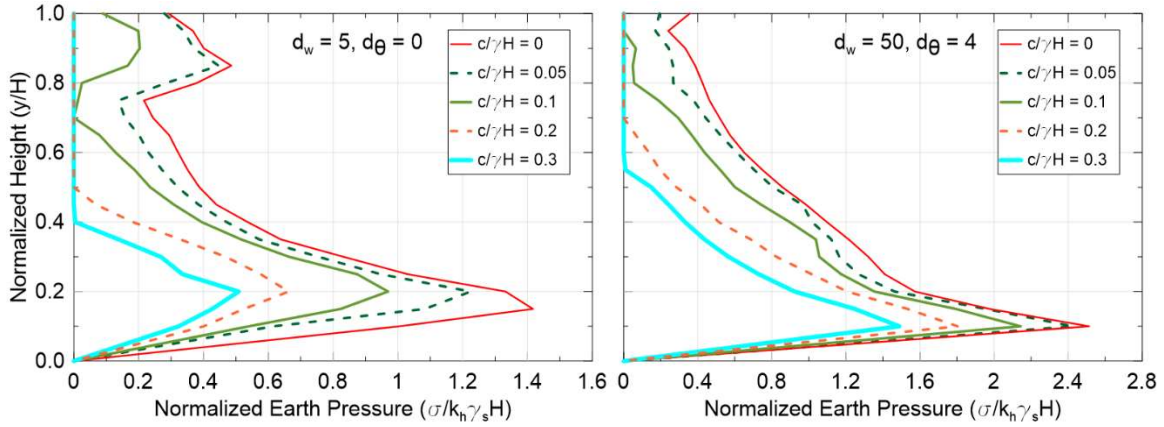 Normalized Height (y/H)
1.0
0.8
0.6
0.4
0.2
0.0
d_w = 5, d_θ = 0
c/γH = 0
c/γH = 0.05
c/γH = 0.1
c/γH = 0.2
c/γH = 0.3
0 0.2 0.4 0.6 0.8 1 1.2 1.4 1.6
Normalized Earth Pressure (σ/k_hγ_sH)
d_w = 50, d_θ = 4
c/γH = 0
c/γH = 0.05
c/γH = 0.1
c/γH = 0.2
c/γH = 0.3
0 0.4 0.8 1.2 1.6 2 2.4 2.8
Normalized Earth Pressure (σ/k_hγ_sH)